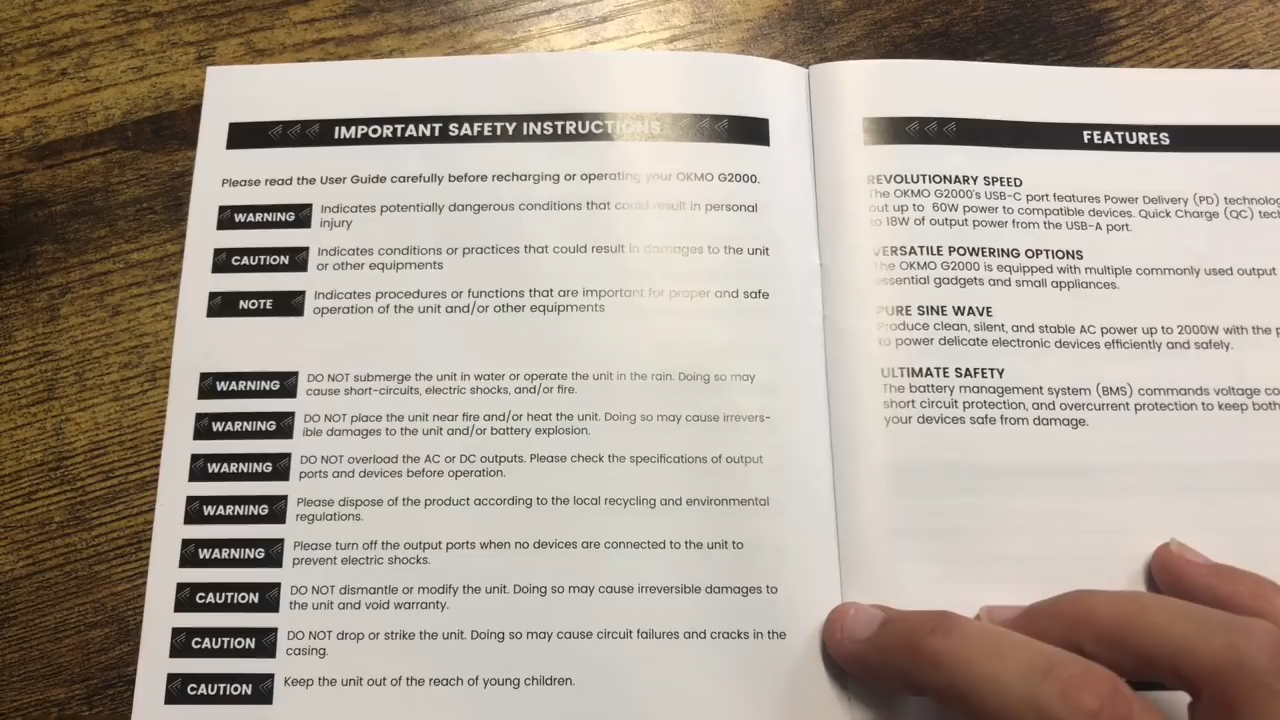 IMPORTANT SAFETY INSTRUCTIONS
Please read the User Guide carefully before recharging or operating your OKMO G2000.
WARNING Indicates potentially dangerous conditions that could result in personal
injury
CAUTION Indicates conditions or practices that could result in damages to the unit
or other equipments
NOTE Indicates procedures or functions that are important for proper and safe
operation of the unit and/or other equipments
WARNING DO NOT submerge the unit in water or operate the unit in the rain. Doing so may
cause short-circuits, electric shocks, and/or fire.
WARNING DO NOT place the unit near fire and/or heat the unit. Doing so may cause irrevers-
ible damages to the unit and/or battery explosion.
WARNING DO NOT overload the AC or DC outputs. Please check the specifications of output
ports and devices before operation.
WARNING Please dispose of the product according to the local recycling and environmental
regulations.
WARNING Please turn off the output ports when no devices are connected to the unit to
prevent electric shocks.
CAUTION DO NOT dismantle or modify the unit. Doing so may cause irreversible damages to
the unit and void warranty.
CAUTION DO NOT drop or strike the unit. Doing so may cause circuit failures and cracks in the
casing.
CAUTION Keep the unit out of the reach of young children.
FEATURES
REVOLUTIONARY SPEED
The OKMO G2000's USB-C port features Power Delivery (PD)
out up to 60W power to compatible devices. Quick Charge (QC)
to 18W of output power from the USB-A port.
VERSATILE POWERING OPTIONS
The OKMO G2000 is equipped with multiple commonly used output
essential gadgets and small appliances.
PURE SINE WAVE
Produce clean, silent, and stable AC power up to 2000W with the
to power delicate electronic devices efficiently and safely.
ULTIMATE SAFETY
The battery management system (BMS) commands voltage
short circuit protection, and overcurrent protection to keep both
your devices safe from damage.